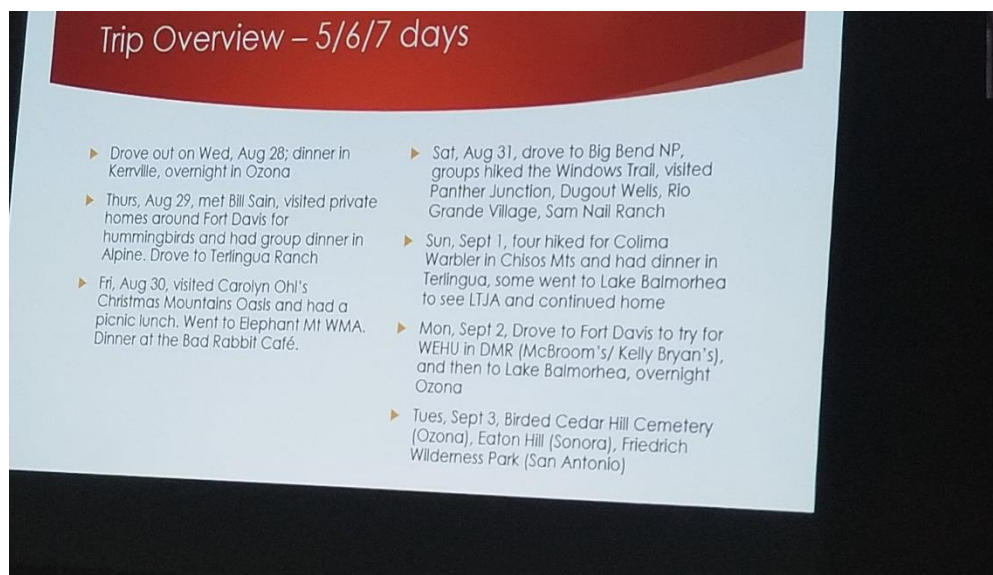 Trip Overview – 5/6/7 days
Drove out on Wed, Aug 28; dinner in
Kerrville, overnight in Ozona
Thurs, Aug 29, met Bill Sain, visited private
homes around Fort Davis for
hummingbirds and had group dinner in
Alpine. Drove to Terlingua Ranch
Fri, Aug 30, visited Carolyn Ohl's
Christmas Mountains Oasis and had a
picnic lunch. Went to Elephant Mt WMA.
Dinner at the Bad Rabbit Café.
Sat, Aug 31, drove to Big Bend NP,
groups hiked the Windows Trail, visited
Panther Junction, Dugout Wells, Rio
Grande Village, Sam Nail Ranch
Sun, Sept 1, four hiked for Colima
Warbler in Chisos Mts and had dinner in
Terlingua, some went to Lake Balmorhea
to see LTJA and continued home
Mon, Sept 2, Drove to Fort Davis to try for
WEHU in DMR (McBroom's/ Kelly Bryan's),
and then to Lake Balmorhea, overnight
Ozona
Tues, Sept 3, Birded Cedar Hill Cemetery
(Ozona), Eaton Hill (Sonora), Friedrich
Wilderness Park (San Antonio)